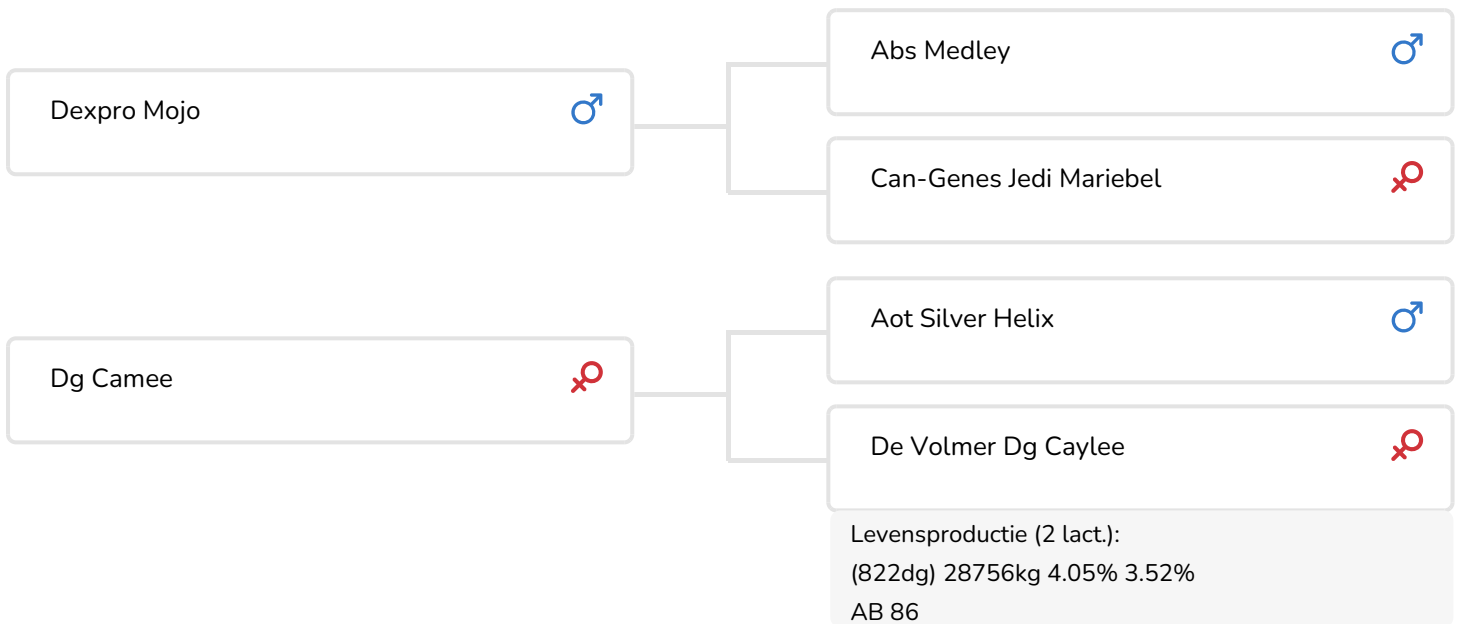 Abs Medley
Dexpro Mojo
Can-Genes Jedi Mariebel
Aot Silver Helix
Dg Camee
De Volmer Dg Caylee
Levensproductie (2 lact.):
(822dg) 28756kg 4.05% 3.52%
AB 86